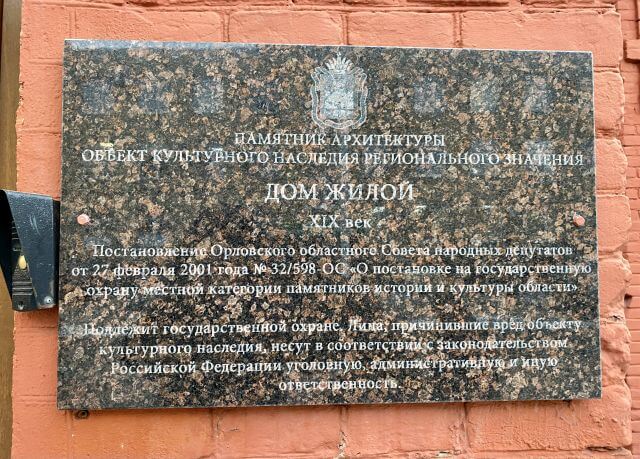 ПАМЯТНИК АРХИТЕКТУРЫ
ОБЪЕКТ КУЛЬТУРНОГО НАСЛЕДИЯ РЕГИОНАЛЬНОГО ЗНАЧЕНИЯ
ДОМ ЖИЛОЙ
XIX век
Постановление Орловского областного Совета народных депутатов
от 27 февраля 2001 года № 32/598-ОС «О постановке на государственную
охрану местной категории памятников истории и культуры области»
Подлежит государственной охране. Лица, причинившие вред объекту
культурного наследия, несут в соответствии с законодательством
Российской Федерации уголовную, административную и иную
ответственность.